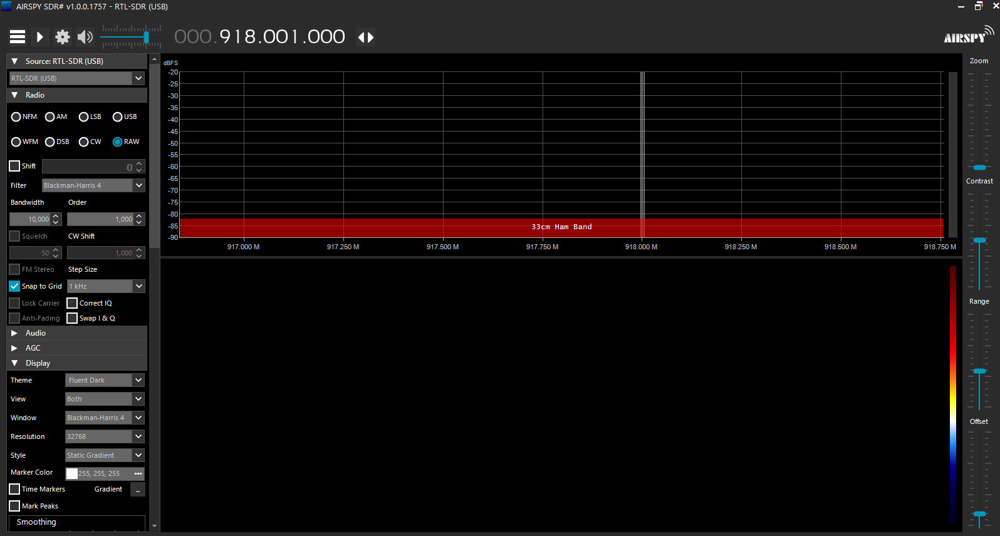 AIRSPY SDR# v1.0.0.1757 - RTL-SDR (USB)
000.918.001.000
AIRSPY
Source: RTL-SDR (USB)
RTL-SDR (USB)
Radio
NFM AM LSB USB
WFM DSB CW RAW
Shift 0
Filter Blackman-Harris 4
Bandwidth Order
10,000 1,000
Squelch CW Shift
50 1,000
FM Stereo Step Size
Snap to Grid 1 kHz
Lock Carrier Correct IQ
Anti-Fading Swap I & Q
Audio
AGC
Display
Theme Fluent Dark
View Both
Window Blackman-Harris 4
Resolution 32768
Style Static Gradient
Marker Color 255, 255, 255 •••
Time Markers Gradient ...
Mark Peaks
Smoothing
dBFS
-20
-25
-30
-35
-40
-45
-50
-55
-60
-65
-70
-75
-80
-85
-90
33cm Ham Band
917.000 M 917.250 M 917.500 M 917.750 M 918.000 M 918.250 M 918.500 M 918.750 M
Zoom
Contrast
Range
Offset